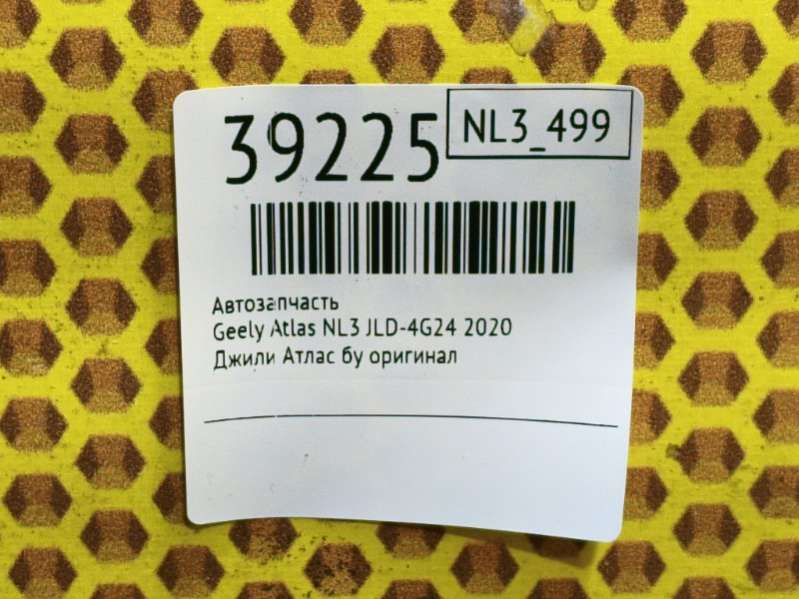 39225
NL3_499
Автозапчасть
Geely Atlas NL3 JLD-4G24 2020
Джили Атлас бу оригинал